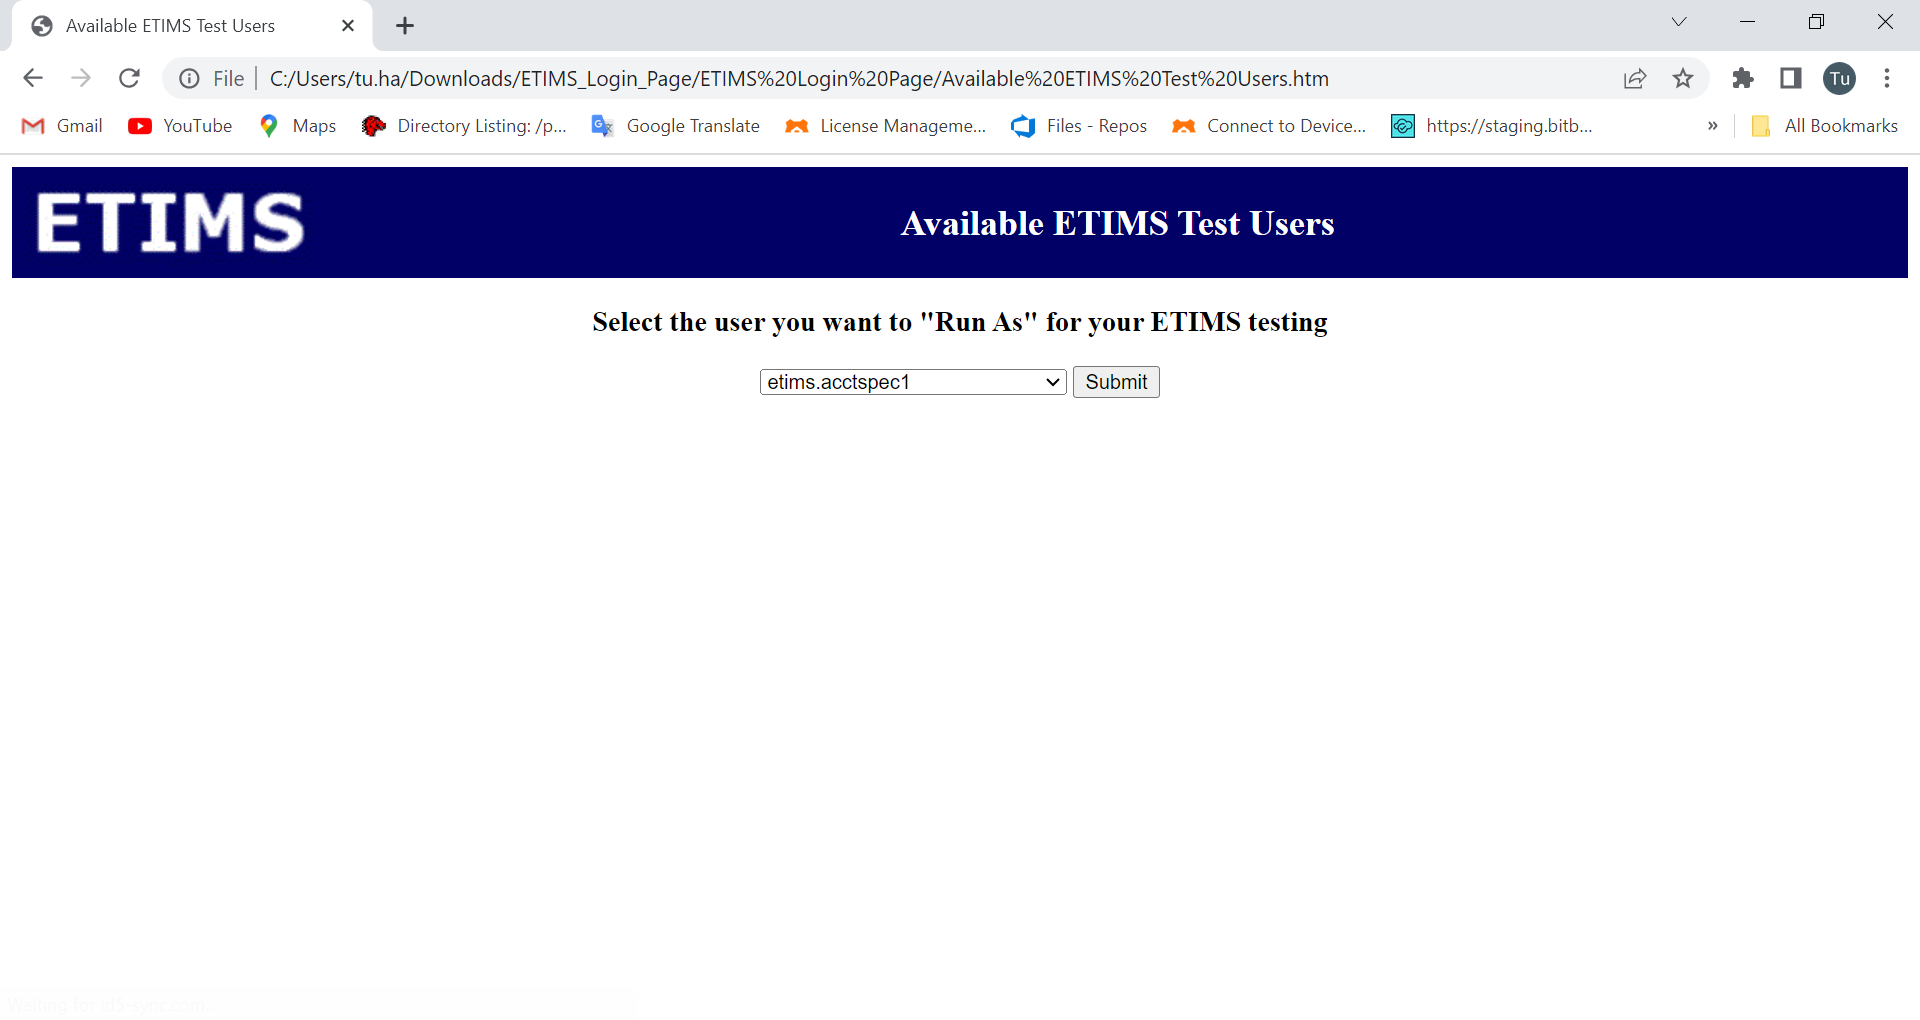 Available ETIMS Test Users
File C:/Users/tu.ha/Downloads/ETIMS_Login_Page/ETIMS%20Login%20Page/Available%20ETIMS%20Test%20Users.htm Tu
Gmail YouTube Maps Directory Listing: /p... Google Translate License Manageme... Files - Repos Connect to Device... https://staging.bitb... » All Bookmarks
ETIMS Available ETIMS Test Users
Select the user you want to "Run As" for your ETIMS testing
etims.acctspec1 Submit